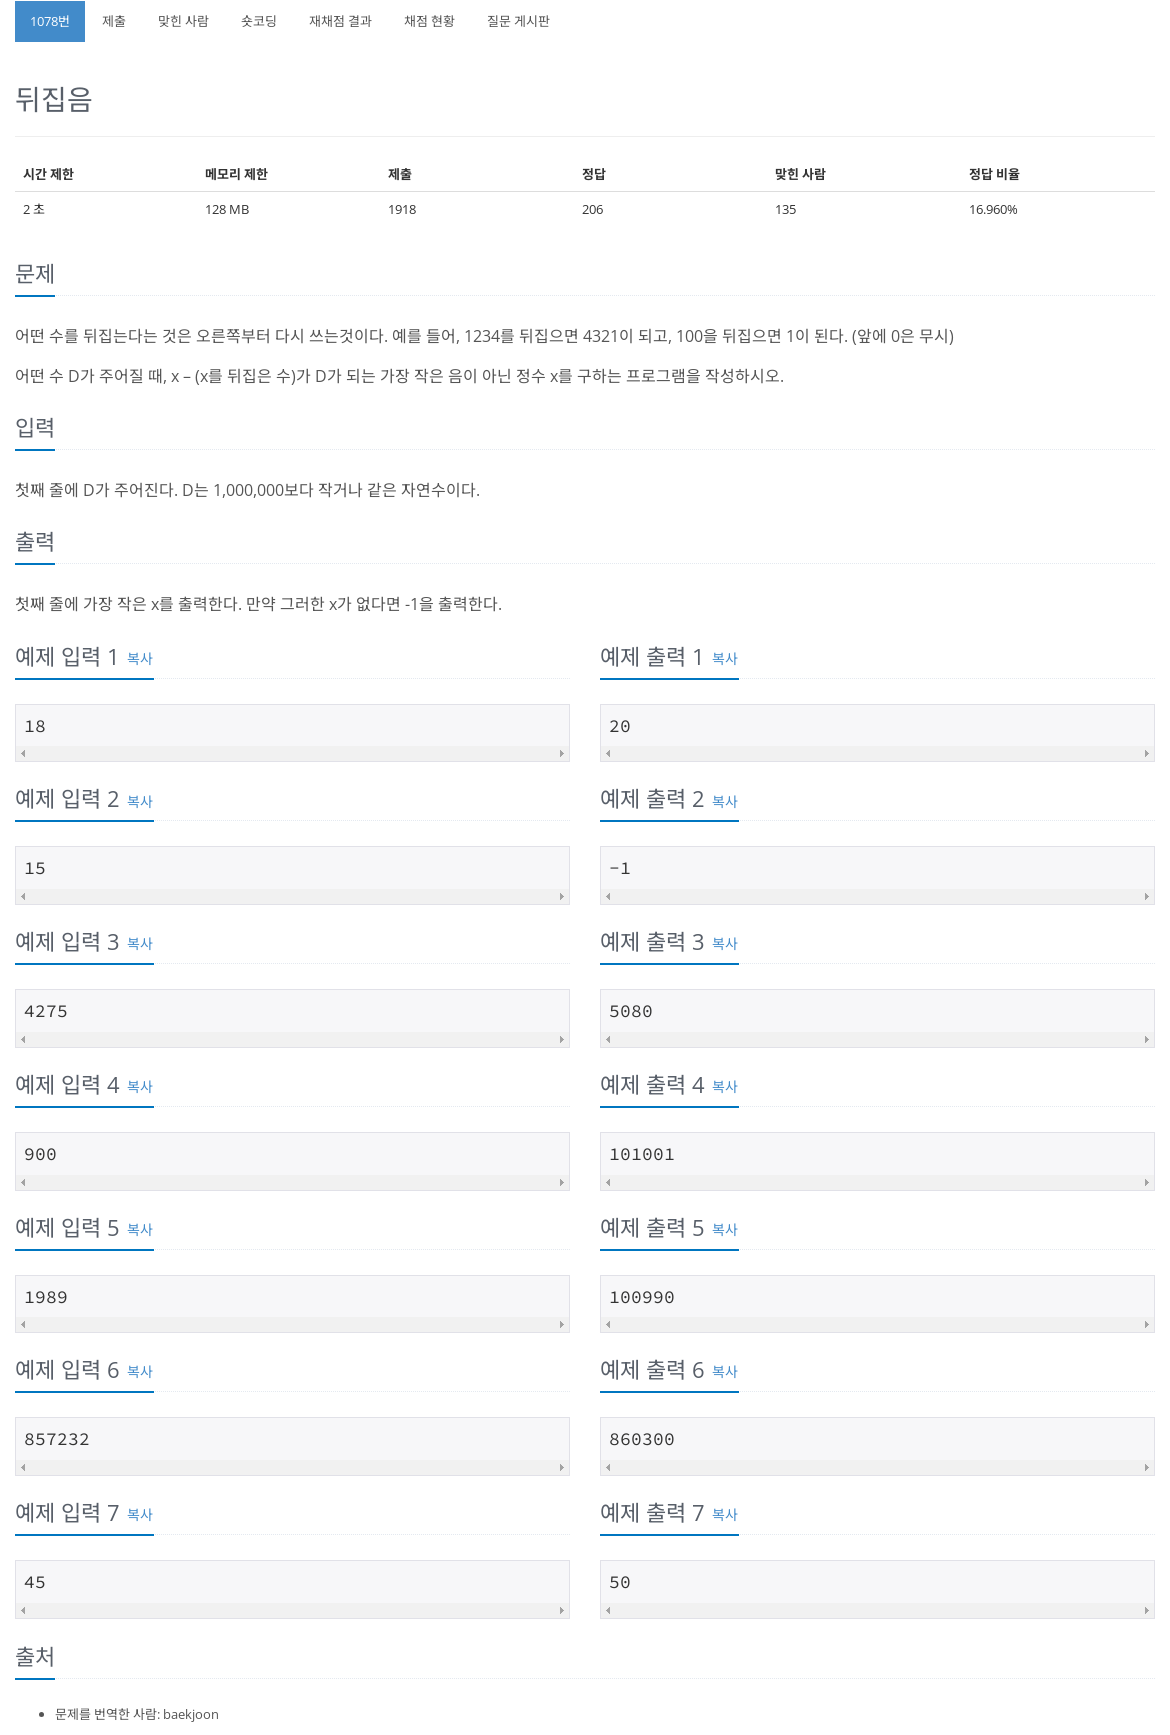 1078번 제출 맞힌 사람 숏코딩 재채점 결과 채점 현황 질문 게시판
뒤집음
시간 제한 메모리 제한 제출 정답 맞힌 사람 정답 비율
2 초 128 MB 1918 206 135 16.960%
문제
어떤 수를 뒤집는다는 것은 오른쪽부터 다시 쓰는것이다. 예를 들어, 1234를 뒤집으면 4321이 되고, 100을 뒤집으면 1이 된다. (앞에 0은 무시)
어떤 수 D가 주어질 때, x – (x를 뒤집은 수)가 D가 되는 가장 작은 음이 아닌 정수 x를 구하는 프로그램을 작성하시오.
입력
첫째 줄에 D가 주어진다. D는 1,000,000보다 작거나 같은 자연수이다.
출력
첫째 줄에 가장 작은 x를 출력한다. 만약 그러한 x가 없다면 -1을 출력한다.
예제 입력 1 복사 예제 출력 1 복사
18 20
예제 입력 2 복사 예제 출력 2 복사
15 -1
예제 입력 3 복사 예제 출력 3 복사
4275 5080
예제 입력 4 복사 예제 출력 4 복사
900 101001
예제 입력 5 복사 예제 출력 5 복사
1989 100990
예제 입력 6 복사 예제 출력 6 복사
857232 860300
예제 입력 7 복사 예제 출력 7 복사
45 50
출처
• 문제를 번역한 사람: baekjoon